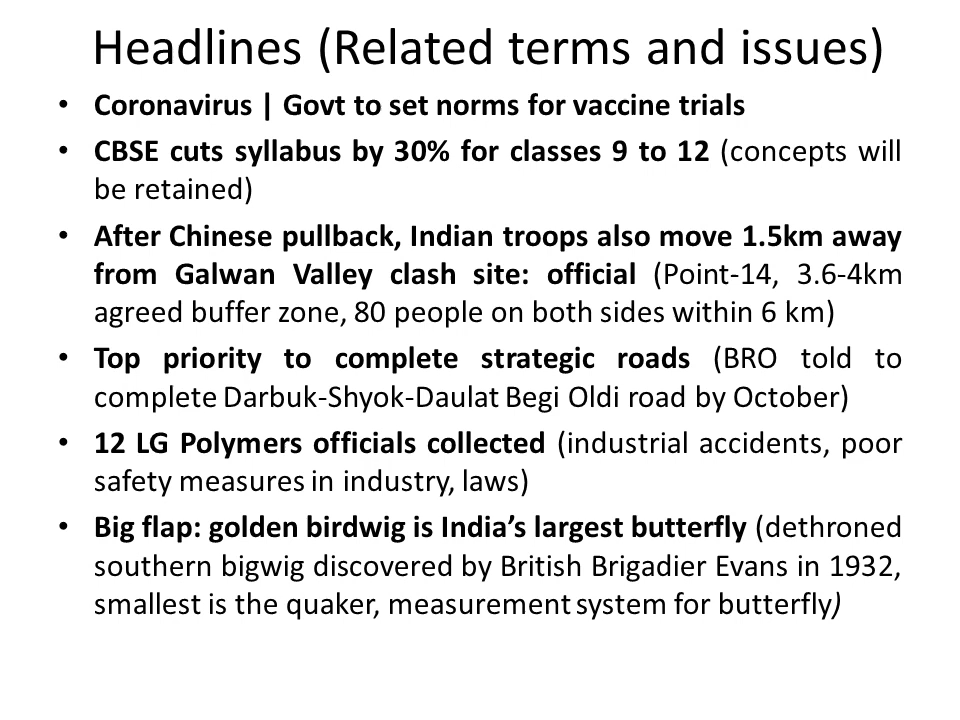 Headlines (Related terms and issues)
• Coronavirus | Govt to set norms for vaccine trials
• CBSE cuts syllabus by 30% for classes 9 to 12 (concepts will
be retained)
• After Chinese pullback, Indian troops also move 1.5km away
from Galwan Valley clash site: official (Point-14, 3.6-4km
agreed buffer zone, 80 people on both sides within 6 km)
• Top priority to complete strategic roads (BRO told to
complete Darbuk-Shyok-Daulat Begi Oldi road by October)
• 12 LG Polymers officials collected (industrial accidents, poor
safety measures in industry, laws)
• Big flap: golden birdwig is India’s largest butterfly (dethroned
southern bigwig discovered by British Brigadier Evans in 1932,
smallest is the quaker, measurement system for butterfly)